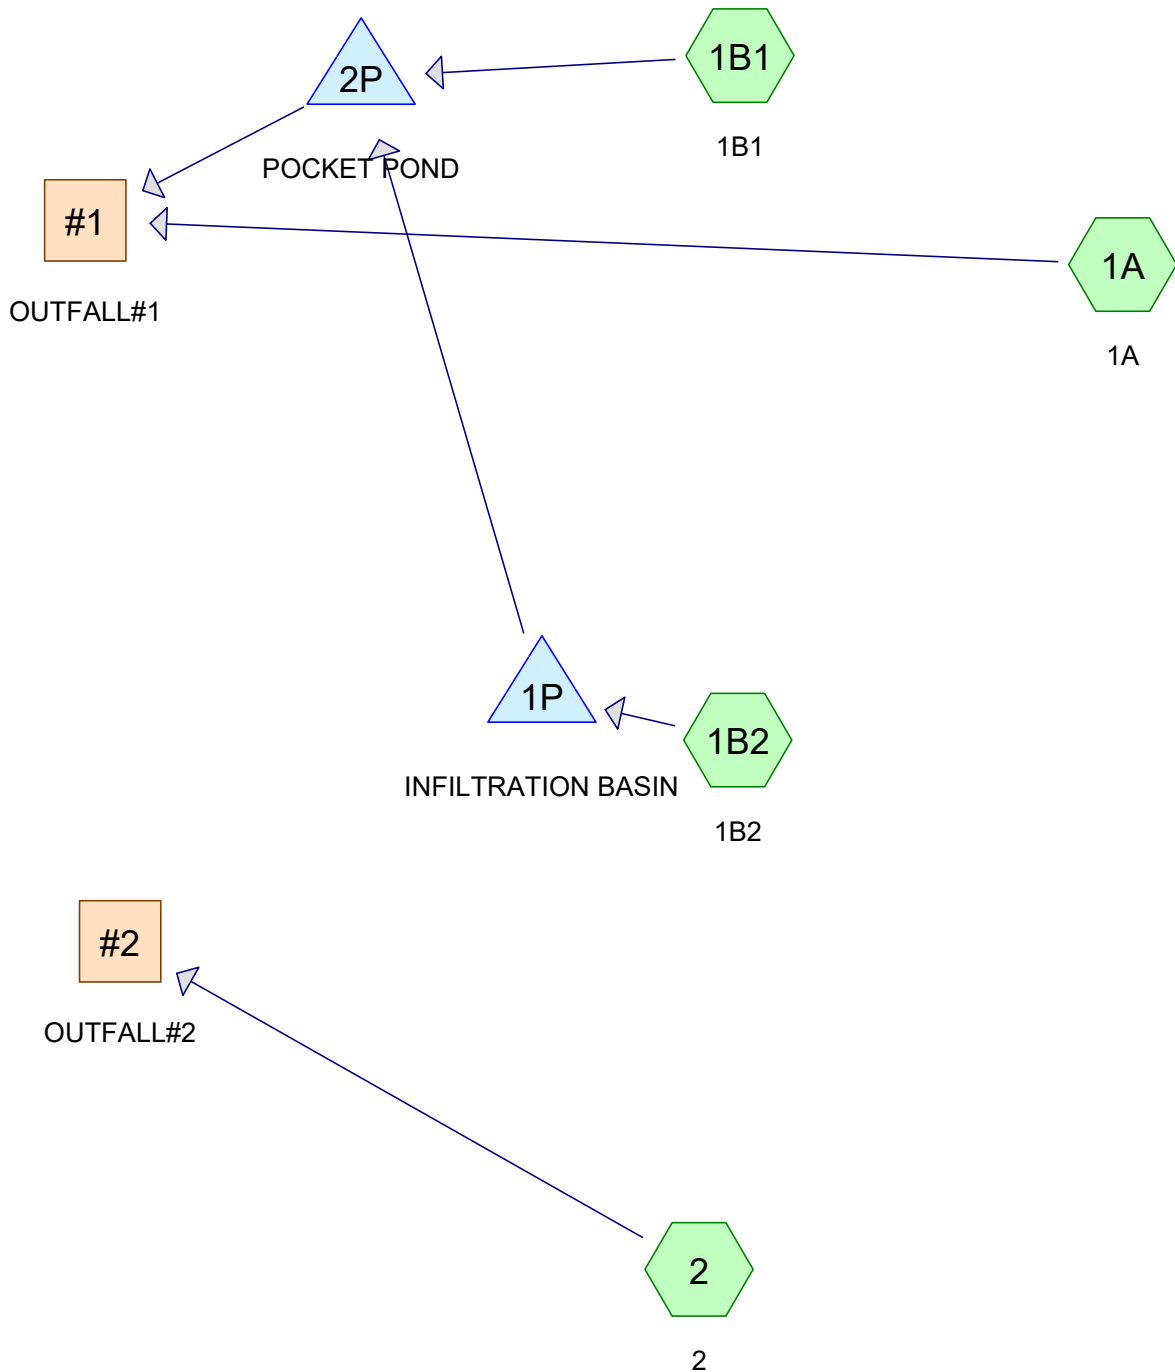 1B1
2P
1B1
POCKET POND
#1
1A
OUTFALL#1
1A
1P
1B2
INFILTRATION BASIN
1B2
#2
OUTFALL#2
2
2